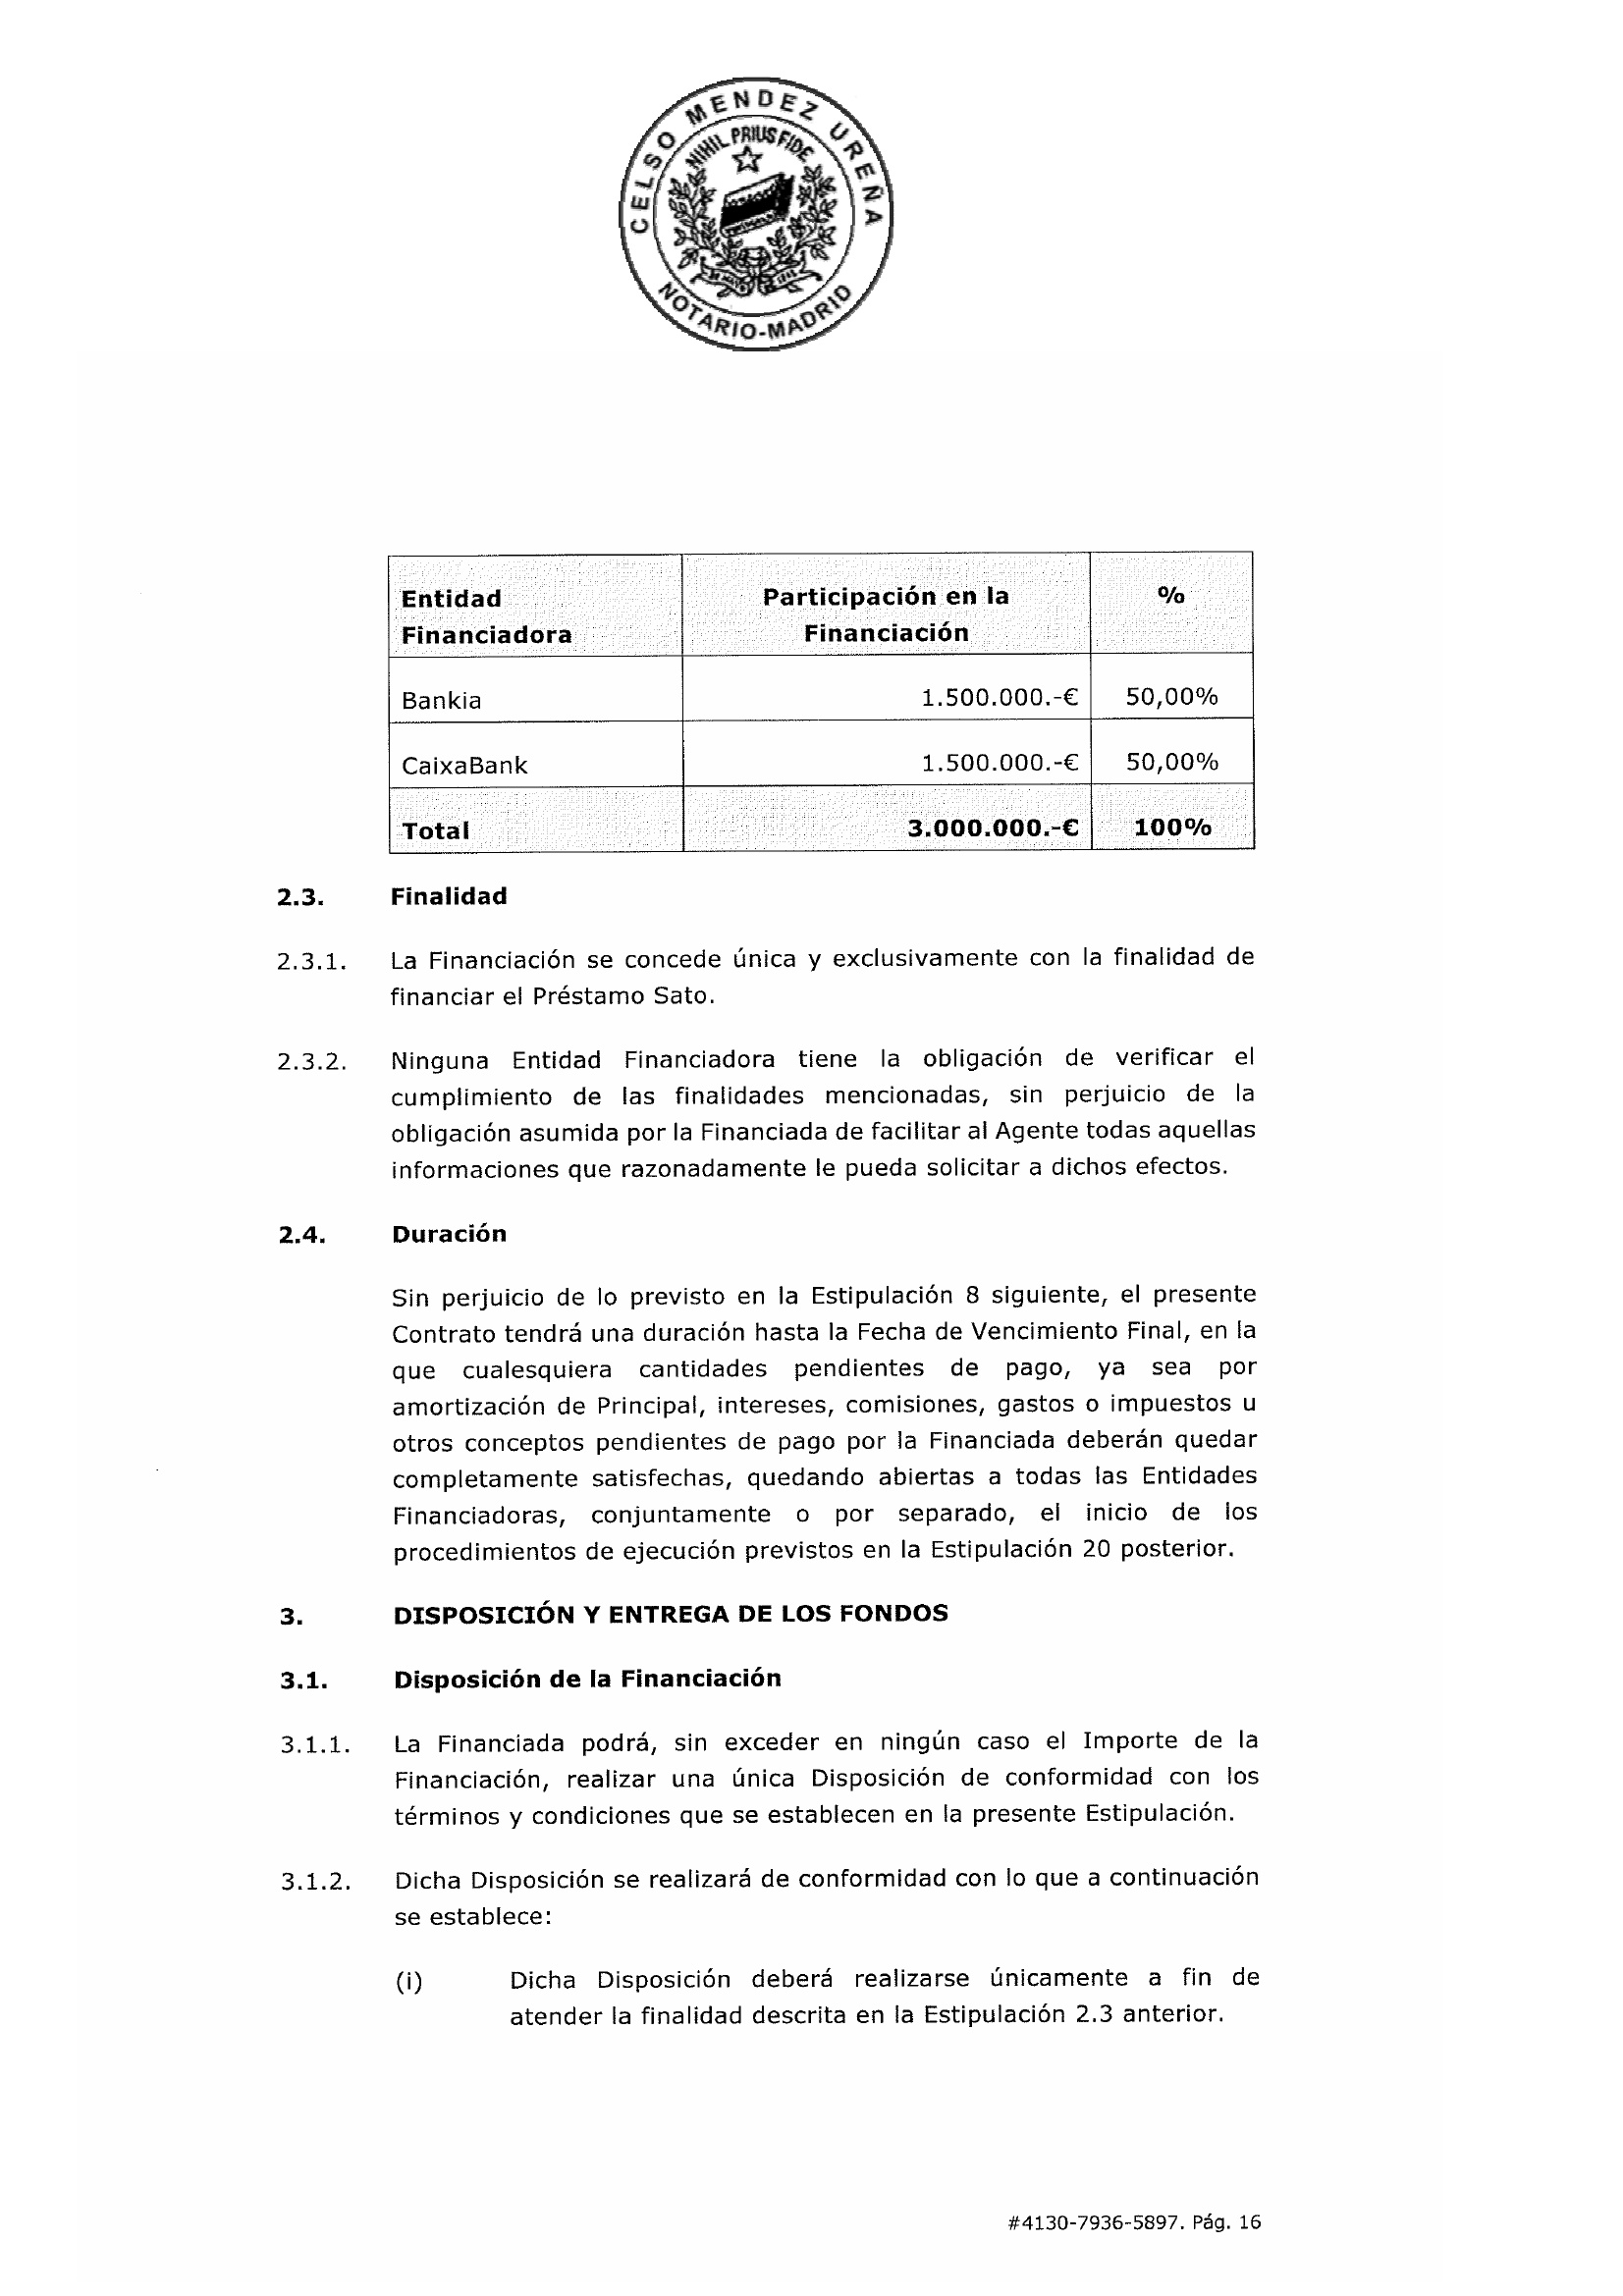 CELSO MENDEZ UREÑA
NIHIL PRIUS FIDE
NOTARIO-MADRID
Entidad Financiadora
Participación en la Financiación
%
Bankia 1.500.000.-€ 50,00%
CaixaBank 1.500.000.-€ 50,00%
Total 3.000.000.-€ 100%
2.3. Finalidad
2.3.1. La Financiación se concede única y exclusivamente con la finalidad de
financiar el Préstamo Sato.
2.3.2. Ninguna Entidad Financiadora tiene la obligación de verificar el
cumplimiento de las finalidades mencionadas, sin perjuicio de la
obligación asumida por la Financiada de facilitar al Agente todas aquellas
informaciones que razonadamente le pueda solicitar a dichos efectos.
2.4. Duración
Sin perjuicio de lo previsto en la Estipulación 8 siguiente, el presente
Contrato tendrá una duración hasta la Fecha de Vencimiento Final, en la
que cualesquiera cantidades pendientes de pago, ya sea por
amortización de Principal, intereses, comisiones, gastos o impuestos u
otros conceptos pendientes de pago por la Financiada deberán quedar
completamente satisfechas, quedando abiertas a todas las Entidades
Financiadoras, conjuntamente o por separado, el inicio de los
procedimientos de ejecución previstos en la Estipulación 20 posterior.
3. DISPOSICIÓN Y ENTREGA DE LOS FONDOS
3.1. Disposición de la Financiación
3.1.1. La Financiada podrá, sin exceder en ningún caso el Importe de la
Financiación, realizar una única Disposición de conformidad con los
términos y condiciones que se establecen en la presente Estipulación.
3.1.2. Dicha Disposición se realizará de conformidad con lo que a continuación
se establece:
(i) Dicha Disposición deberá realizarse únicamente a fin de
atender la finalidad descrita en la Estipulación 2.3 anterior.
#4130-7936-5897. Pág. 16